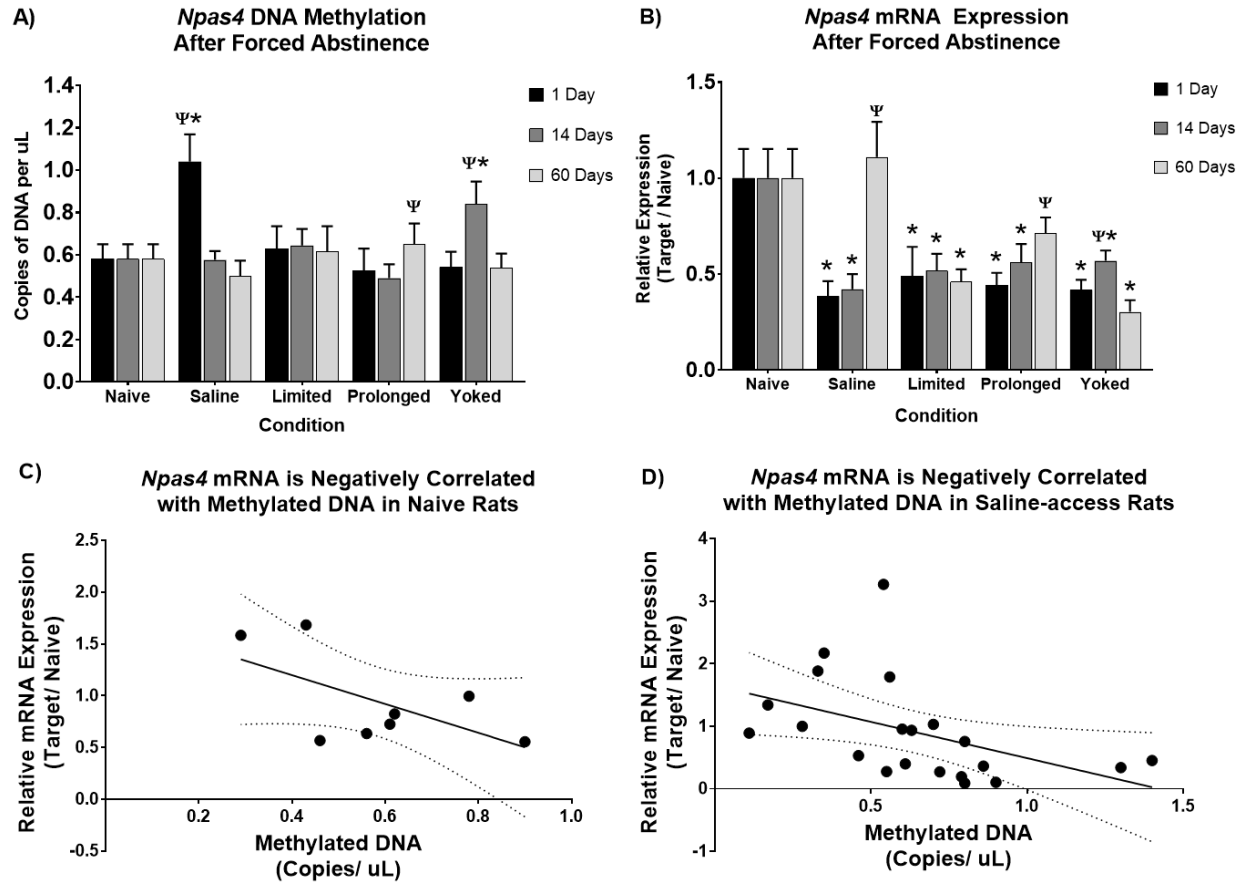 A)
Npas4 DNA Methylation
After Forced Abstinence
Copies of DNA per uL
1.4
1.2
1.0
0.8
0.6
0.4
0.2
0.0
Ψ*
Ψ
Ψ*
1 Day
14 Days
60 Days
Naive Saline Limited Prolonged Yoked
Condition
B)
Npas4 mRNA Expression
After Forced Abstinence
Relative Expression
(Target / Naive)
1.5
1.0
0.5
0.0
* * Ψ * * * * * Ψ * Ψ* *
1 Day
14 Days
60 Days
Naive Saline Limited Prolonged Yoked
Condition
C)
Npas4 mRNA is Negatively Correlated
with Methylated DNA in Naive Rats
Relative mRNA Expression
(Target/ Naive)
2.5
2.0
1.5
1.0
0.5
0.0
-0.5
0.2 0.4 0.6 0.8 1.0
Methylated DNA
(Copies/ uL)
D)
Npas4 mRNA is Negatively Correlated
with Methylated DNA in Saline-access Rats
Relative mRNA Expression
(Target/ Naive)
4
3
2
1
0
-1
0.5 1.0 1.5
Methylated DNA
(Copies/ uL)